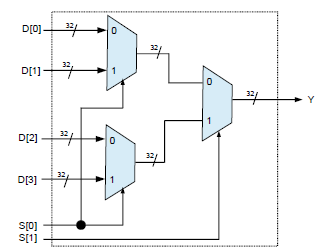 D[0] 32 0
32
D[1] 32 1
0
32 Y
1
D[2] 32 0
32
D[3] 32 1
S[0]
S[1]